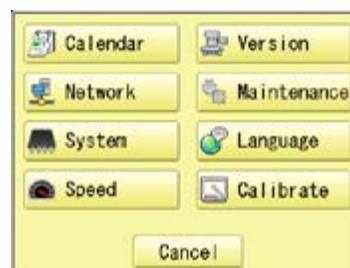 Calendar
Version
Network
Maintenance
System
Language
Speed
Calibrate
Cancel